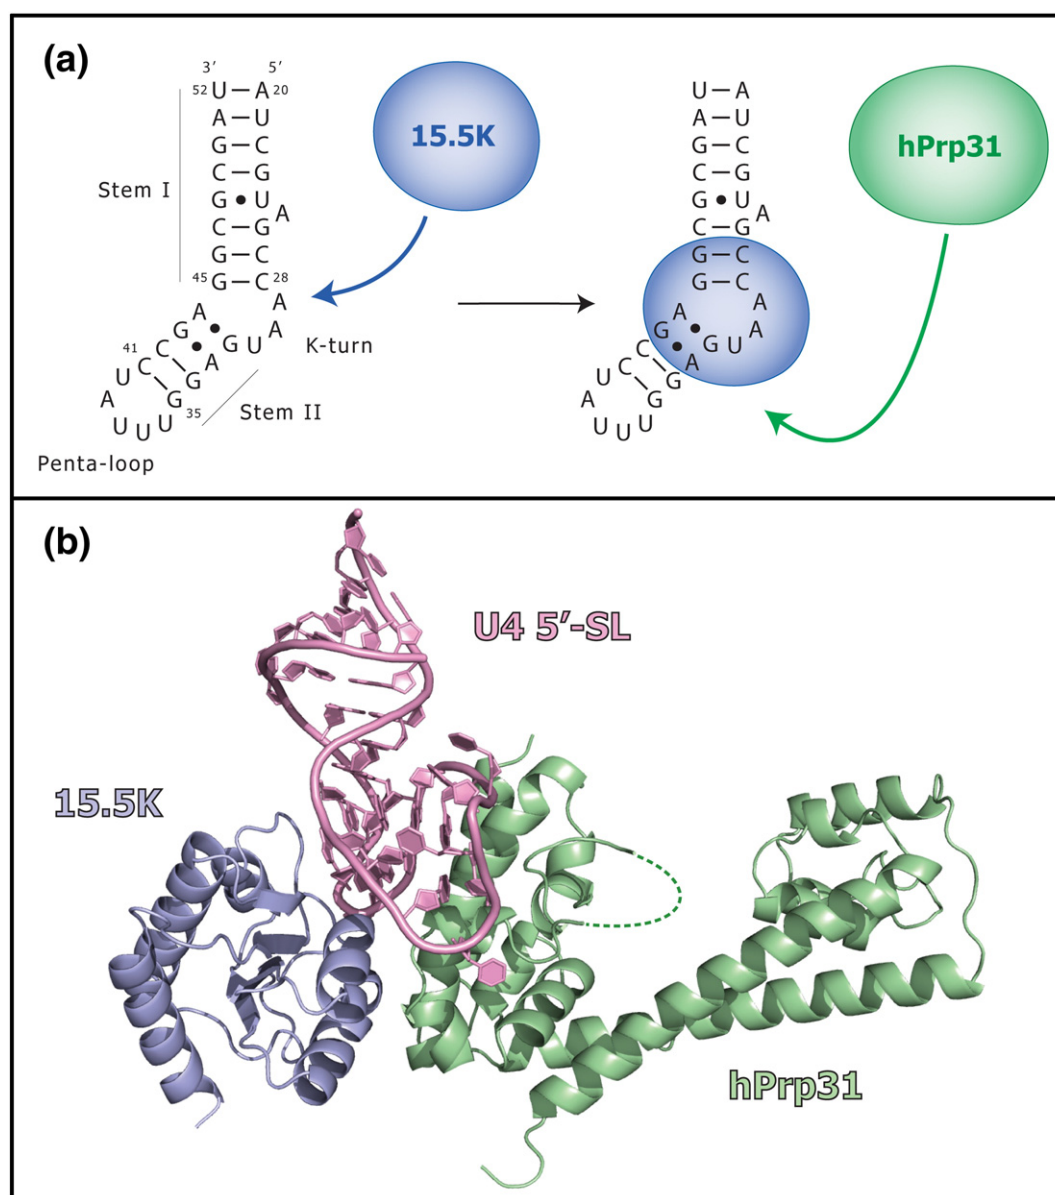 (a)
3′ 5′
52 U A 20
A U
G C
C G
G U
A
C G
G C
45 G C 28
A A
G A
C A G U
41 C G A
U G
A G 35
U U U
Stem I
K-turn
Stem II
Penta-loop
15.5K
U A
A U
G C
C G
G U
A
C G
G C
G C
A A
G A
C A G U
C G
U G
A
U U U
hPrp31
(b)
U4 5′-SL
15.5K
hPrp31